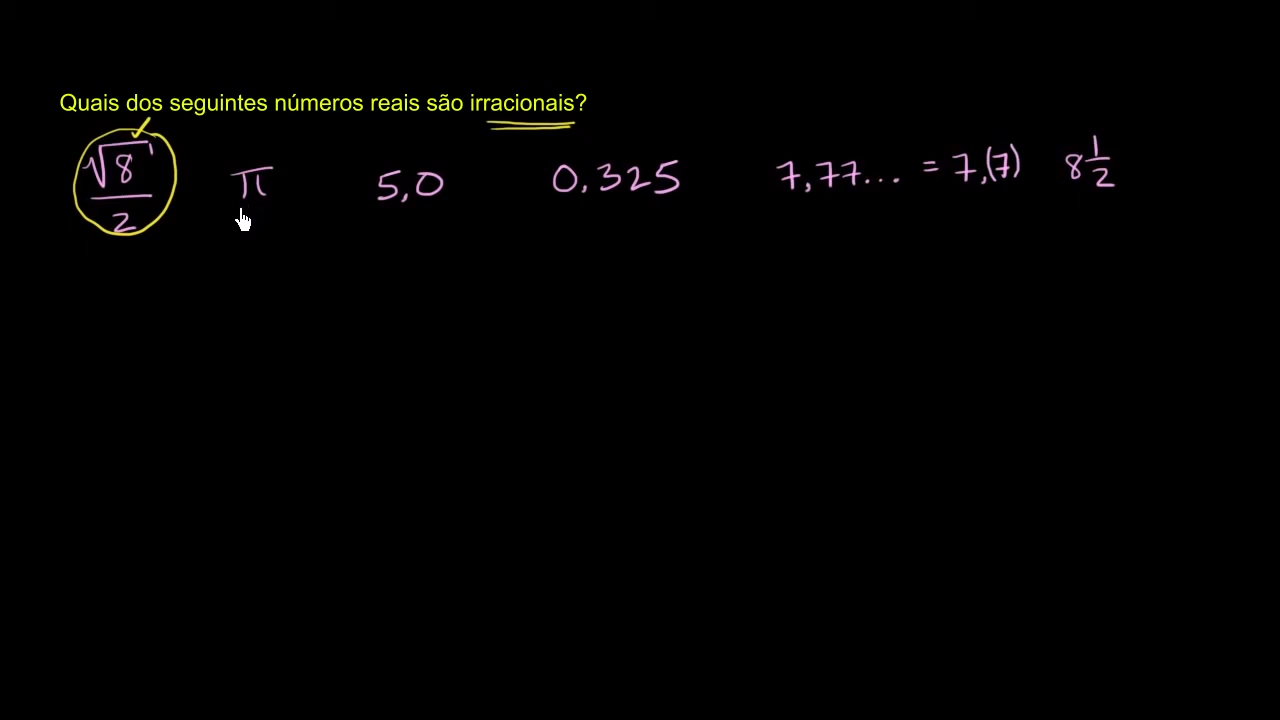 Quais dos seguintes números reais são irracionais?
√8/2 π 5,0 0,325 7,77... = 7,(7) 8 1/2